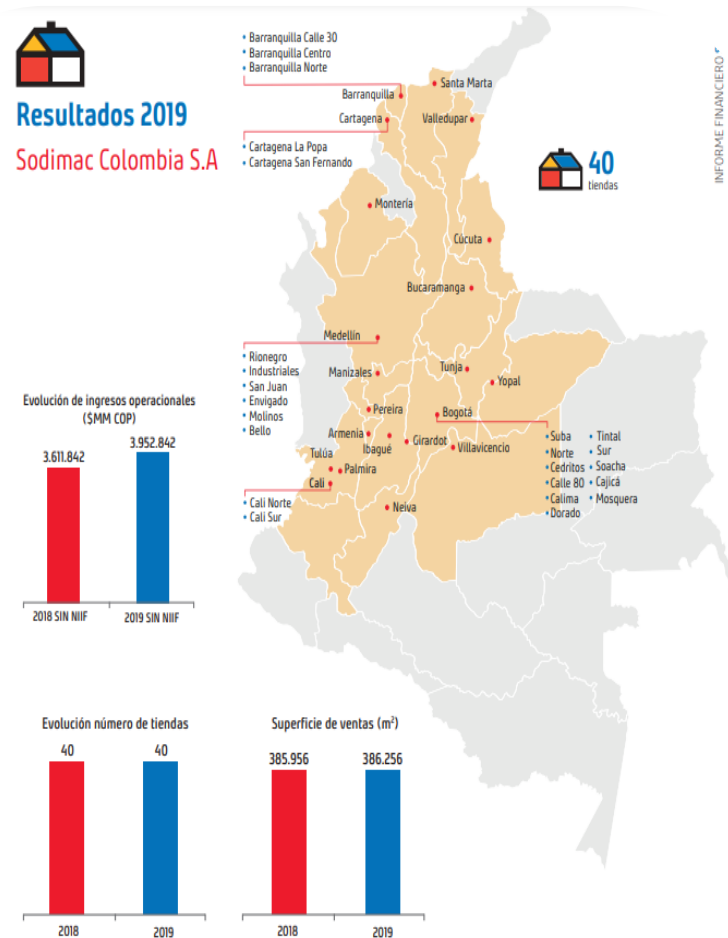 Resultados 2019
Sodimac Colombia S.A
INFORME FINANCIERO
40
tiendas
• Barranquilla Calle 30
• Barranquilla Centro
• Barranquilla Norte
Barranquilla
Santa Marta
Cartagena
Valledupar
• Cartagena La Popa
• Cartagena San Fernando
Montería
Cúcuta
Bucaramanga
Medellín
• Rionegro
• Industriales
• San Juan
• Envigado
• Molinos
• Bello
Manizales
Tunja
Yopal
Pereira
Bogotá
Armenia
Ibagué
Girardot
Villavicencio
Tulúa
Palmira
Cali
• Cali Norte
• Cali Sur
Neiva
• Suba
• Norte
• Cedritos
• Calle 80
• Calima
• Dorado
• Tintal
• Sur
• Soacha
• Cajicá
• Mosquera
Evolución de ingresos operacionales
($MM COP)
3.611.842
3.952.842
2018 SIN NIIF
2019 SIN NIIF
Evolución número de tiendas
40
40
2018
2019
Superficie de ventas (m²)
385.956
386.256
2018
2019